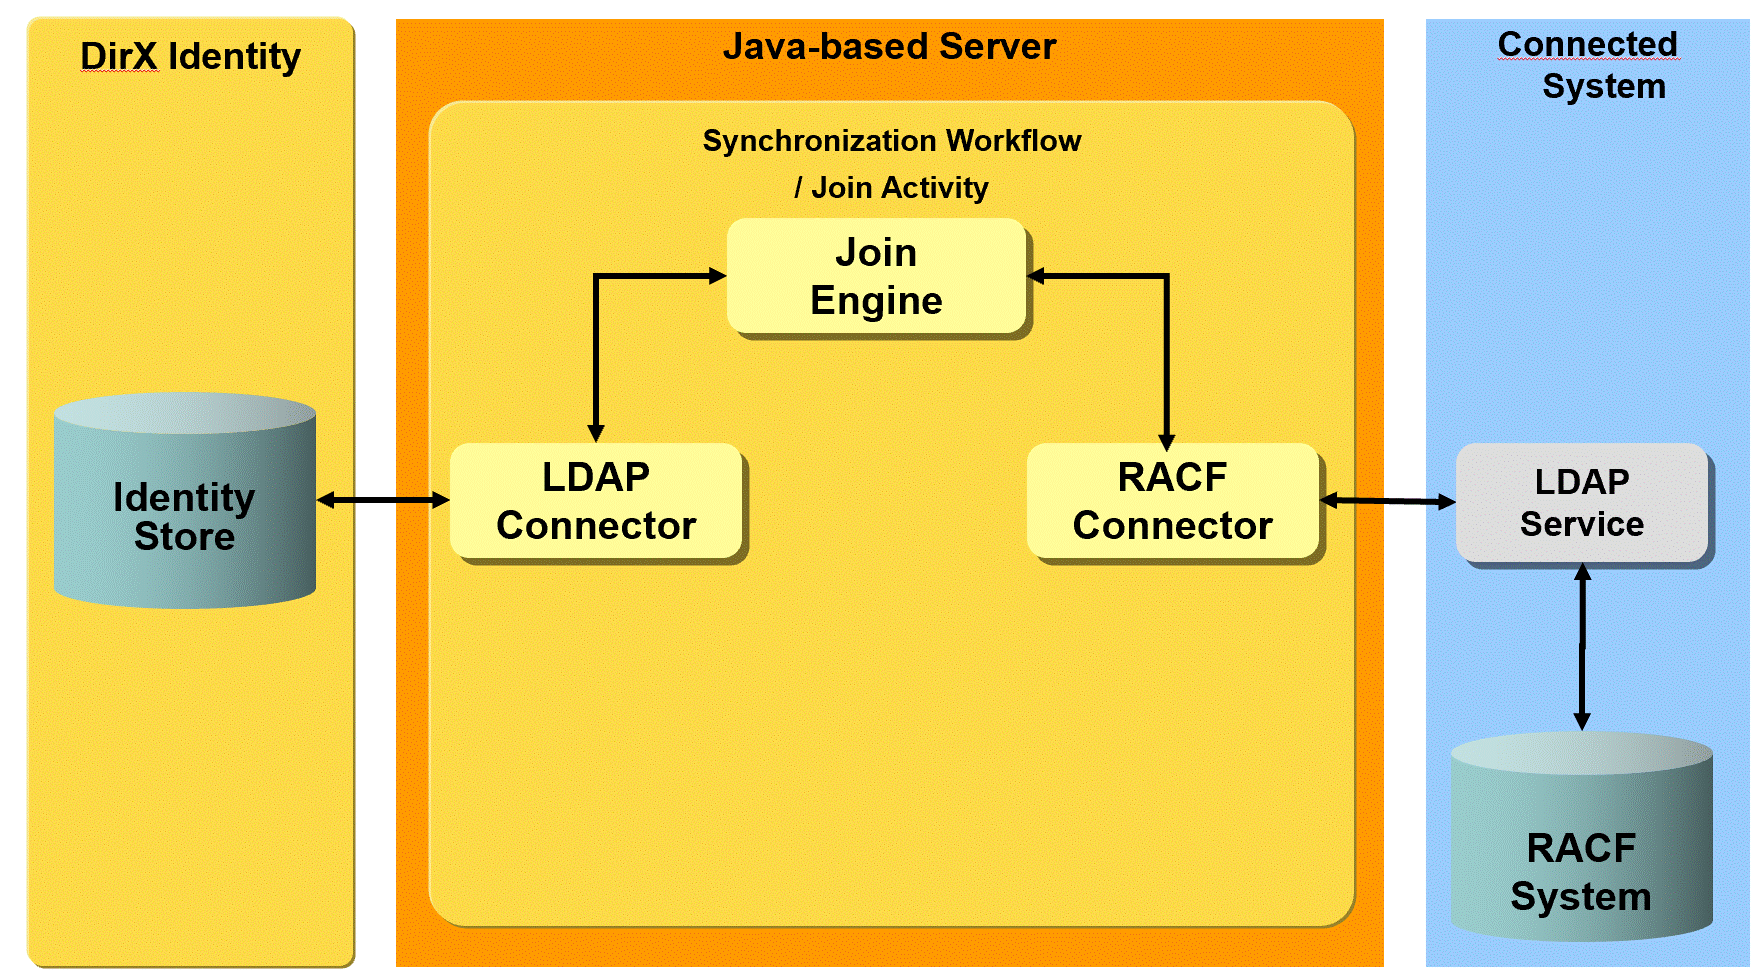 DirX Identity
Java-based Server
Connected
System
Synchronization Workflow
/ Join Activity
Join
Engine
Identity
Store
LDAP
Connector
RACF
Connector
LDAP
Service
RACF
System